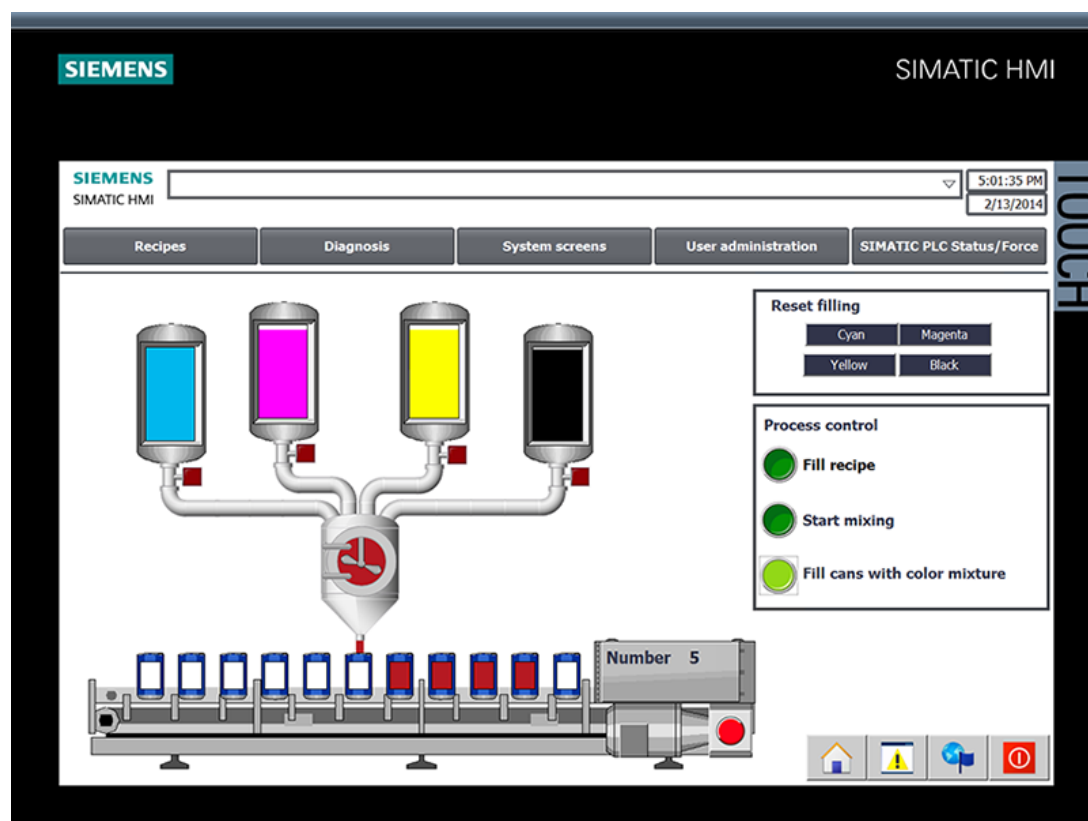 SIEMENS
SIMATIC HMI
TOUCH
SIEMENS
SIMATIC HMI
5:01:35 PM
2/13/2014
Recipes
Diagnosis
System screens
User administration
SIMATIC PLC Status/Force
Reset filling
Cyan
Magenta
Yellow
Black
Process control
Fill recipe
Start mixing
Fill cans with color mixture
Number 5